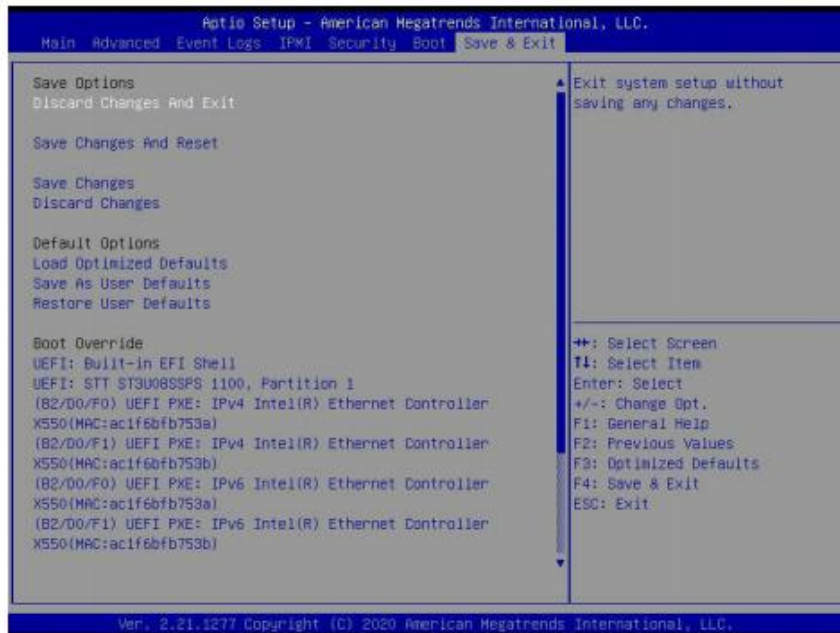 Aptio Setup - American Megatrends International, LLC.
Main Advanced Event Logs IPMI Security Boot Save & Exit
Save Options
Discard Changes And Exit
Save Changes And Reset
Save Changes
Discard Changes
Default Options
Load Optimized Defaults
Save As User Defaults
Restore User Defaults
Boot Override
UEFI: Built-in EFI Shell
UEFI: STT ST3U08SSPS 1100, Partition 1
(B2/D0/F0) UEFI PXE: IPv4 Intel(R) Ethernet Controller
X550(MAC:ac1f6bfb753a)
(B2/D0/F1) UEFI PXE: IPv4 Intel(R) Ethernet Controller
X550(MAC:ac1f6bfb753b)
(B2/D0/F0) UEFI PXE: IPv6 Intel(R) Ethernet Controller
X550(MAC:ac1f6bfb753a)
(B2/D0/F1) UEFI PXE: IPv6 Intel(R) Ethernet Controller
X550(MAC:ac1f6bfb753b)
Exit system setup without
saving any changes.
→←: Select Screen
↑↓: Select Item
Enter: Select
+/-: Change Opt.
F1: General Help
F2: Previous Values
F3: Optimized Defaults
F4: Save & Exit
ESC: Exit
Ver. 2.21.1277 Copyright (C) 2020 American Megatrends International, LLC.